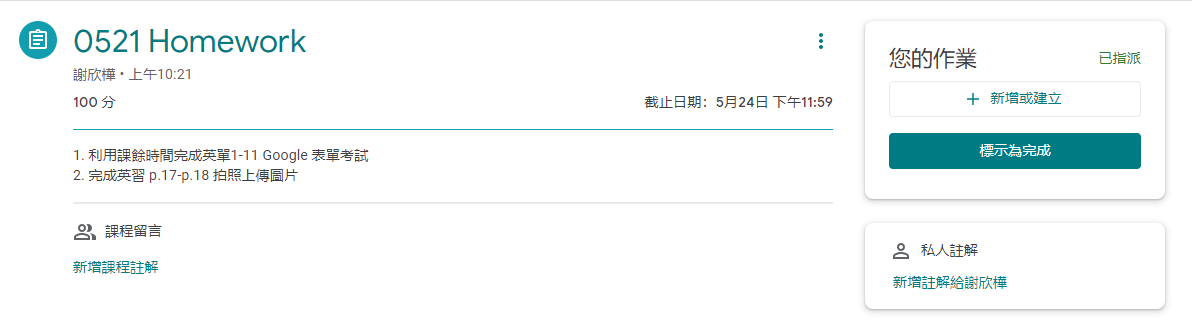 0521 Homework
謝欣樺 • 上午10:21
100 分
截止日期：5月24日 下午11:59
1. 利用課餘時間完成英單1-11 Google 表單考試
2. 完成英習 p.17-p.18 拍照上傳圖片
課程留言
新增課程註解
您的作業
已指派
+ 新增或建立
標示為完成
私人註解
新增註解給謝欣樺